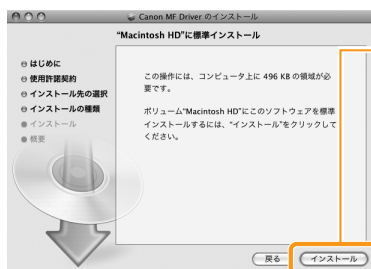 Canon MF Driver のインストール
"Macintosh HD"に標準インストール
はじめに
使用許諾契約
インストール先の選択
インストールの種類
インストール
概要
この操作には、コンピュータ上に 496 KB の領域が必
要です。
ボリューム"Macintosh HD"にこのソフトウェアを標準
インストールするには、"インストール"をクリックして
ください。
戻る
インストール